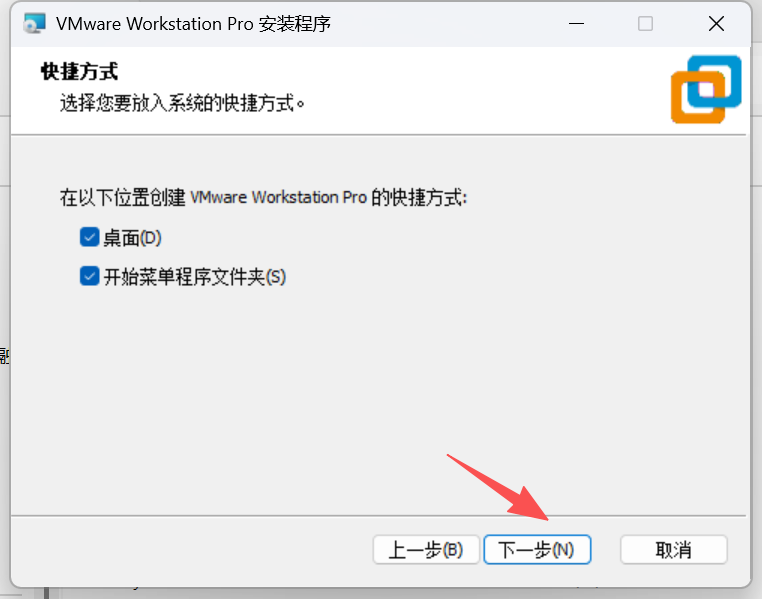 VMware Workstation Pro 安装程序
快捷方式
选择您要放入系统的快捷方式。
在以下位置创建 VMware Workstation Pro 的快捷方式:
桌面(D)
开始菜单程序文件夹(S)
上一步(B) 下一步(N) 取消